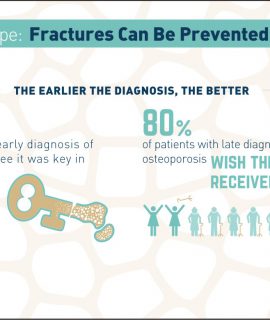 pe: Fractures Can Be Prevented
THE EARLIER THE DIAGNOSIS, THE BETTER
early diagnosis of
ee it was key in
80%
of patients with late diagn
osteoporosis WISH THE
RECEIVE